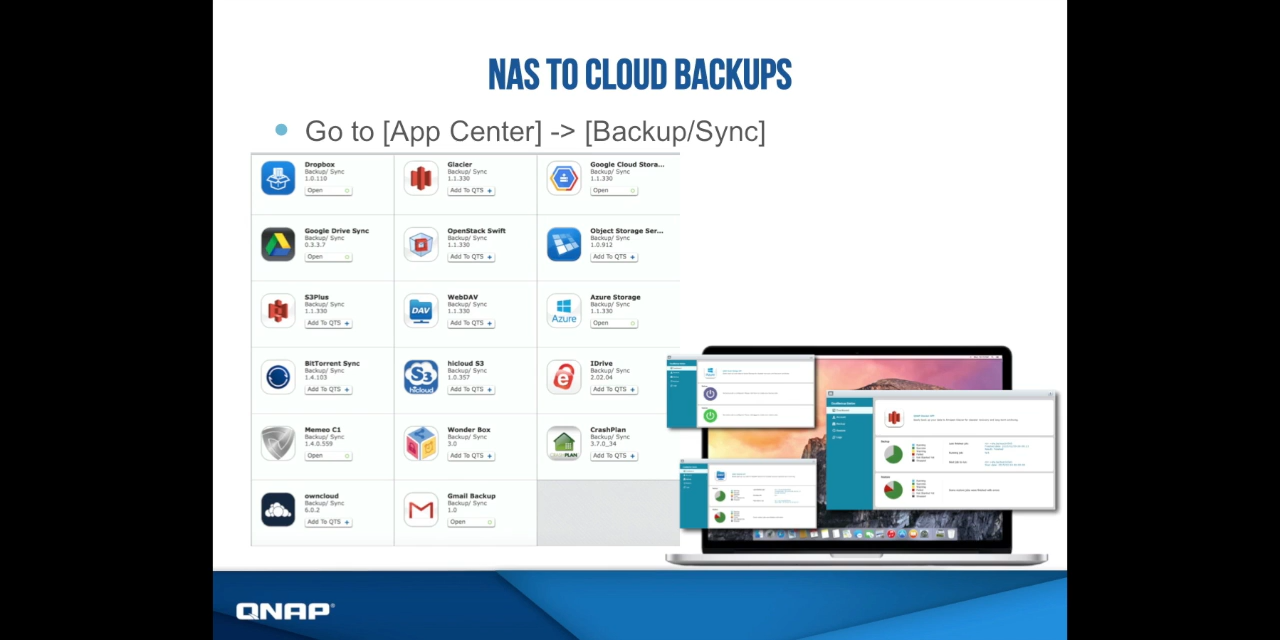 NAS TO CLOUD BACKUPS
Go to [App Center] -> [Backup/Sync]
Dropbox
Backup/ Sync
1.0.110
Open
Glacier
Backup/ Sync
1.1.330
Add To QTS +
Google Cloud Stora...
Backup/ Sync
1.1.330
Open
Google Drive Sync
Backup/ Sync
0.3.3.7
Open
OpenStack Swift
Backup/ Sync
1.1.330
Add To QTS +
Object Storage Ser...
Backup/ Sync
1.0.912
Add To QTS +
S3Plus
Backup/ Sync
1.1.330
Add To QTS +
DAV
WebDAV
Backup/ Sync
1.1.330
Add To QTS +
Azure
Azure Storage
Backup/ Sync
1.1.330
Open
BitTorrent Sync
Backup/ Sync
1.4.103
Add To QTS +
S3
hicloud
hicloud S3
Backup/ Sync
1.0.357
Add To QTS +
IDrive
Backup/ Sync
2.02.04
Add To QTS +
Memeo C1
Backup/ Sync
1.4.0.559
Open
Wonder Box
Backup/ Sync
3.0
Add To QTS +
CrashPlan
Backup/ Sync
3.7.0_34
Add To QTS +
owncloud
Backup/ Sync
6.0.2
Add To QTS +
Gmail Backup
Backup/ Sync
1.0
Open
QNAP